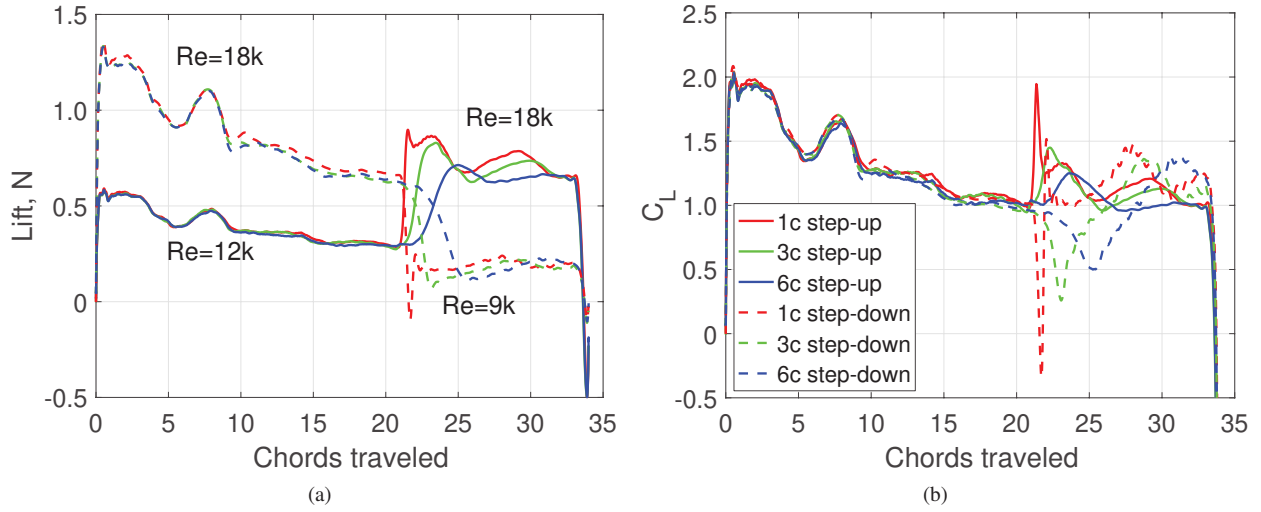 1.5
1.0
0.5
0
-0.5
0 5 10 15 20 25 30 35
Lift, N
Chords traveled
Re=18k
Re=18k
Re=12k
Re=9k
(a)
2.5
2.0
1.5
1.0
0.5
0
-0.5
0 5 10 15 20 25 30 35
C_L
Chords traveled
1c step-up
3c step-up
6c step-up
1c step-down
3c step-down
6c step-down
(b)